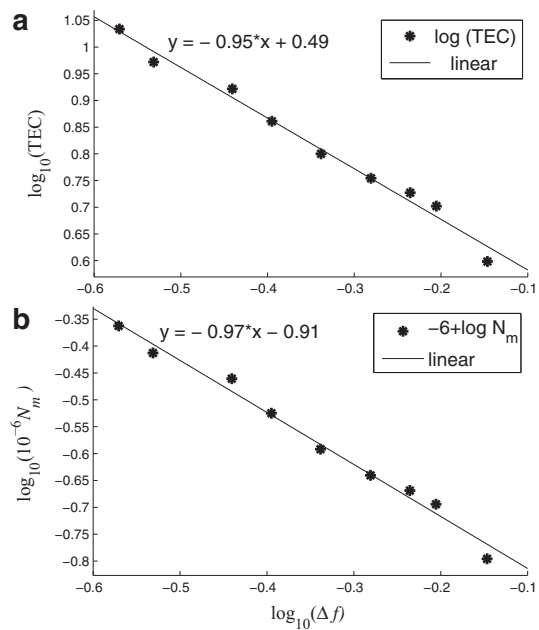 a
y = − 0.95*x + 0.49
log (TEC)
linear
log10(TEC)
1.05
1
0.95
0.9
0.85
0.8
0.75
0.7
0.65
0.6
−0.6 −0.5 −0.4 −0.3 −0.2 −0.1
b
y = − 0.97*x − 0.91
−6+log N_m
linear
log10(10^−6 N_m)
−0.35
−0.4
−0.45
−0.5
−0.55
−0.6
−0.65
−0.7
−0.75
−0.8
−0.6 −0.5 −0.4 −0.3 −0.2 −0.1
log10(Δf)